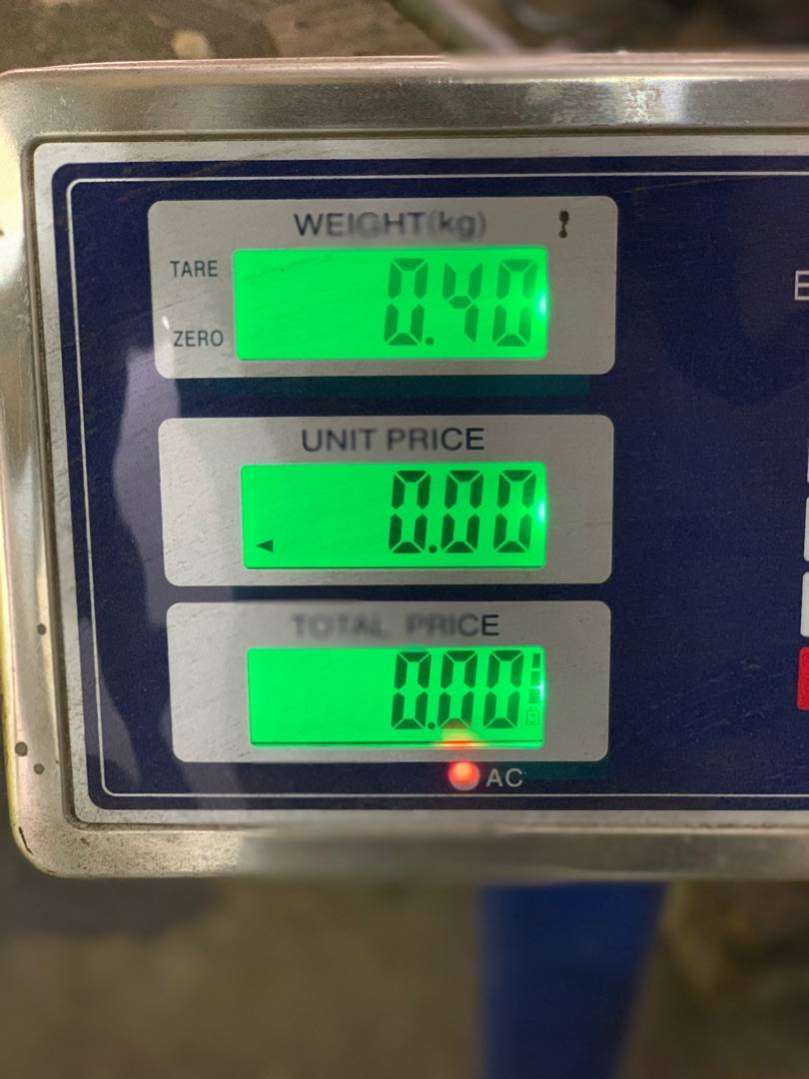 WEIGHT(kg)
TARE
0.40
ZERO
UNIT PRICE
0.00
TOTAL PRICE
0.00
AC